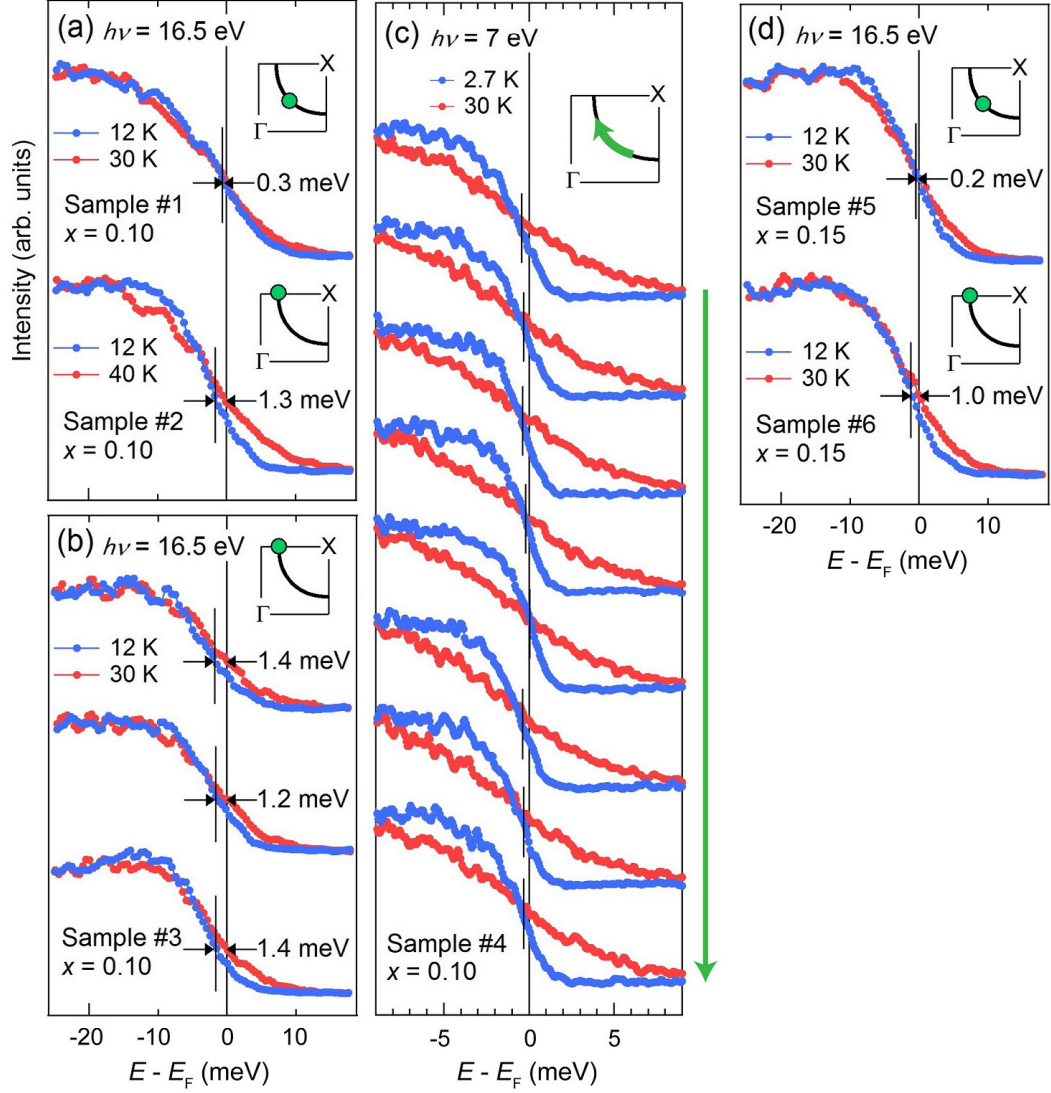 (a) hν = 16.5 eV
X
Γ
12 K
30 K
0.3 meV
Sample #1
x = 0.10
Γ
X
12 K
40 K
1.3 meV
Sample #2
x = 0.10
(b) hν = 16.5 eV
X
Γ
12 K
30 K
1.4 meV
1.2 meV
1.4 meV
Sample #3
x = 0.10
-20
-10
0
10
E - E_F (meV)
Intensity (arb. units)
(c) hν = 7 eV
2.7 K
30 K
X
Γ
Sample #4
x = 0.10
-5
0
5
E - E_F (meV)
(d) hν = 16.5 eV
X
Γ
12 K
30 K
0.2 meV
Sample #5
x = 0.15
X
Γ
12 K
30 K
1.0 meV
Sample #6
x = 0.15
-20
-10
0
10
E - E_F (meV)